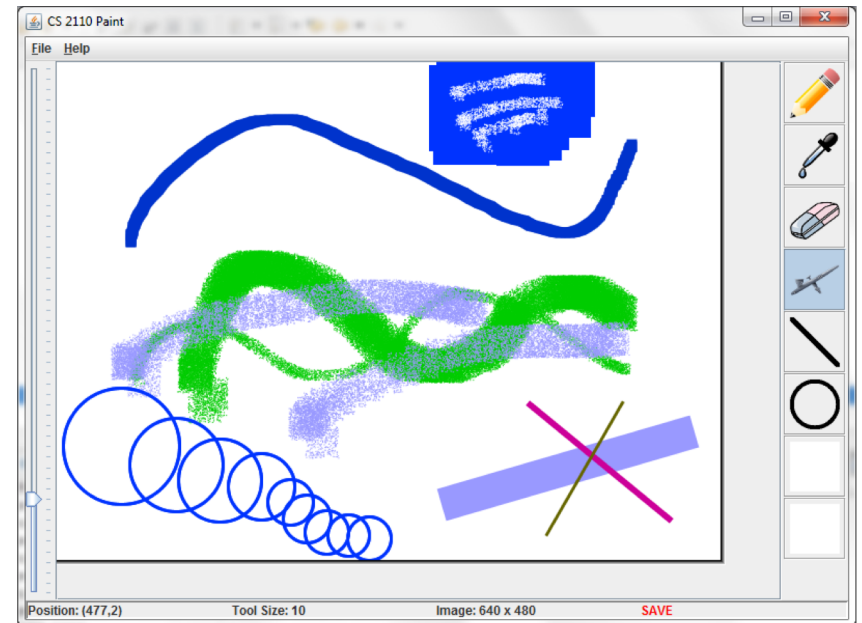 CS 2110 Paint
File Help
Position: (477,2) Tool Size: 10 Image: 640 x 480 SAVE